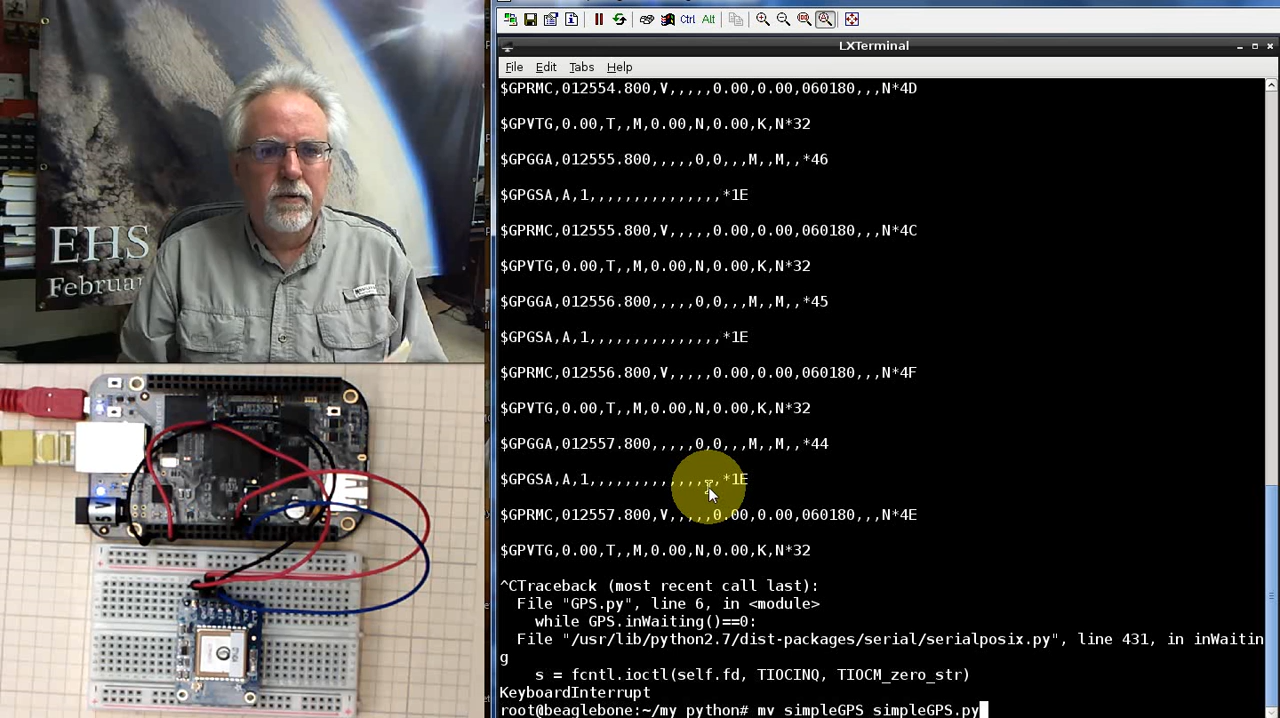 EHS
February
5V
Ctrl Alt
LXTerminal
File Edit Tabs Help
$GPRMC,012554.800,V,,,,,0.00,0.00,060180,,,N*4D
$GPVTG,0.00,T,,M,0.00,N,0.00,K,N*32
$GPGGA,012555.800,,,,,0,0,,,M,,M,,*46
$GPGSA,A,1,,,,,,,,,,,,,,,*1E
$GPRMC,012555.800,V,,,,,0.00,0.00,060180,,,N*4C
$GPVTG,0.00,T,,M,0.00,N,0.00,K,N*32
$GPGGA,012556.800,,,,,0,0,,,M,,M,,*45
$GPGSA,A,1,,,,,,,,,,,,,,,*1E
$GPRMC,012556.800,V,,,,,0.00,0.00,060180,,,N*4F
$GPVTG,0.00,T,,M,0.00,N,0.00,K,N*32
$GPGGA,012557.800,,,,,0,0,,,M,,M,,*44
$GPGSA,A,1,,,,,,,,,,,,,,,*1E
$GPRMC,012557.800,V,,,,,0.00,0.00,060180,,,N*4E
$GPVTG,0.00,T,,M,0.00,N,0.00,K,N*32
^CTraceback (most recent call last):
File "GPS.py", line 6, in <module>
while GPS.inWaiting()==0:
File "/usr/lib/python2.7/dist-packages/serial/serialposix.py", line 431, in inWaitin
g
s = fcntl.ioctl(self.fd, TIOCINQ, TIOCM_zero_str)
KeyboardInterrupt
root@beaglebone:~/my python# mv simpleGPS simpleGPS.py